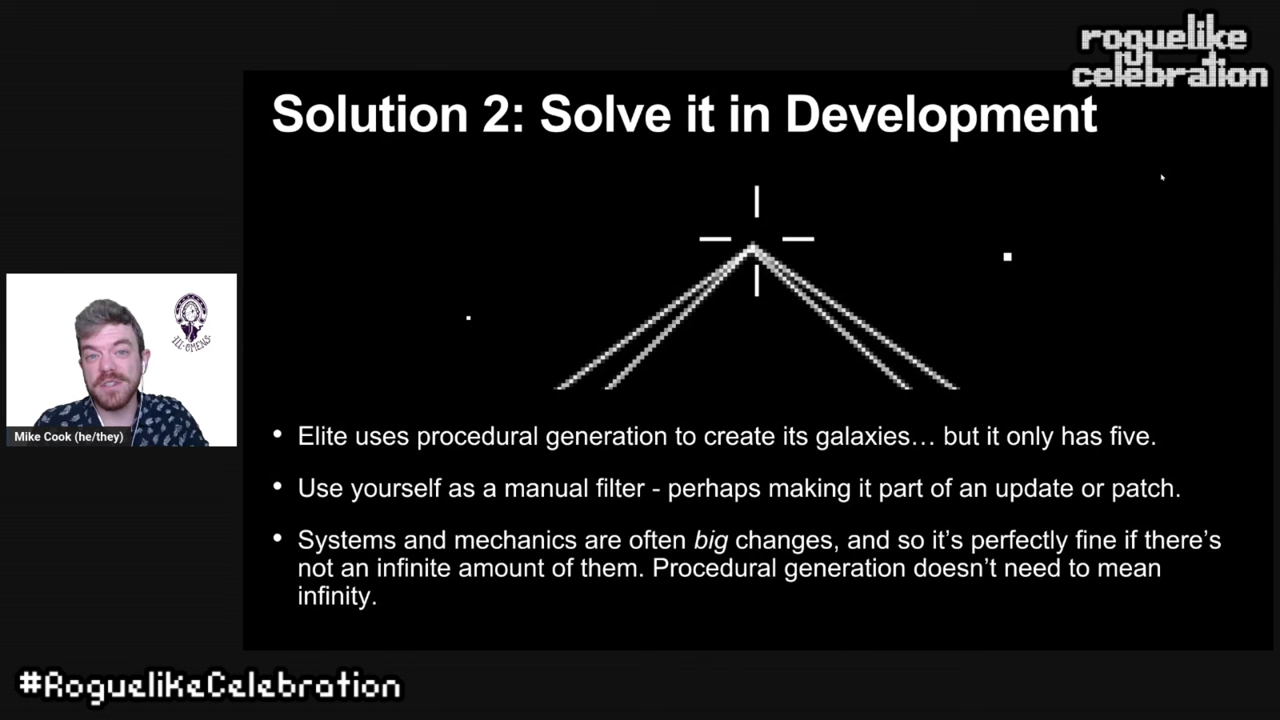 roguelike
celebration
Solution 2: Solve it in Development
• Elite uses procedural generation to create its galaxies… but it only has five.
• Use yourself as a manual filter - perhaps making it part of an update or patch.
• Systems and mechanics are often big changes, and so it’s perfectly fine if there’s
not an infinite amount of them. Procedural generation doesn’t need to mean
infinity.
ILL-OMENS
Mike Cook (he/they)
#RoguelikeCelebration